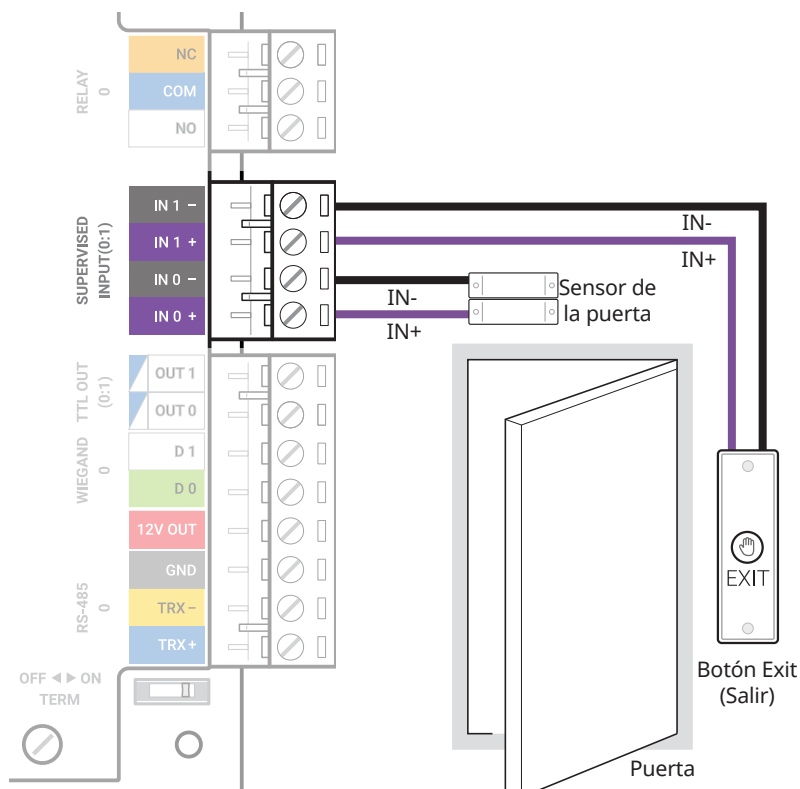 RELAY
0
NC
COM
NO
SUPERVISED
INPUT(0:1)
IN 1 −
IN 1 +
IN 0 −
IN 0 +
IN-
IN+
IN-
IN+
Sensor de
la puerta
TTL OUT
(0:1)
OUT 1
OUT 0
WIEGAND
0
D 1
D 0
12V OUT
GND
RS-485
0
TRX −
TRX +
OFF ◄ ► ON
TERM
EXIT
Botón Exit
(Salir)
Puerta